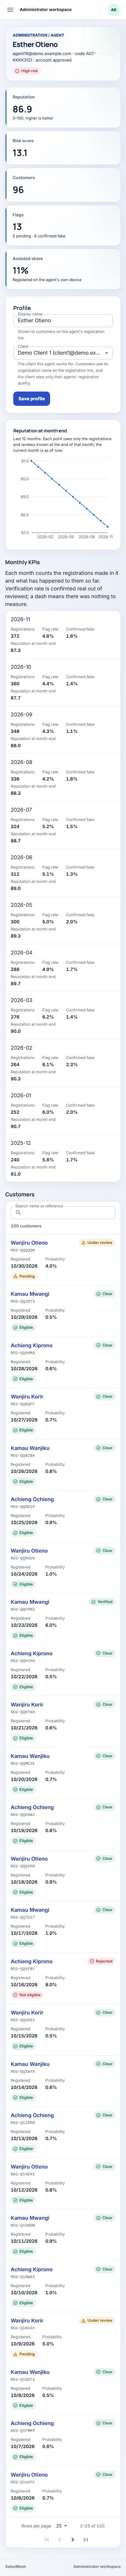 Administrator workspace
AR
ADMINISTRATION / AGENT
Esther Otieno
High risk
Reputation
86.9
0–100, higher is better
Risk score
13.1
Customers
96
Flags
13
3 pending · 8 confirmed fake
Assisted share
11%
Registered on the agent's own device
Profile
Display name
Esther Otieno
Shown to customers on the agent's registration
link.
Client
Demo Client 1 (client1@demo.ex...
The client this agent works for. Customers see its
organisation name on the registration link, and
the client sees only their agents' registration
quality.
Save profile
Reputation at month end
Last 12 months. Each point uses only the registrations
and reviews known at the end of that month; the
current month is as of now.
2026-02 2026-05 2026-08 2026-11
Monthly KPIs
Each month counts the registrations made in it
and what has happened to them so far.
Verification rate and confirmed fake are out of
reviewed; a dash means there was nothing to
measure.
2026-11
Registrations Flag rate Confirmed fakes
372 4.6% 1.6%
Reputation at month end
87.3
2026-10
Registrations Flag rate Confirmed fakes
360 4.4% 1.4%
Reputation at month end
87.7
2026-09
Registrations Flag rate Confirmed fakes
348 4.3% 1.1%
Reputation at month end
88.0
2026-08
Registrations Flag rate Confirmed fakes
336 4.2% 1.8%
Reputation at month end
88.3
2026-07
Registrations Flag rate Confirmed fakes
324 5.2% 1.5%
Reputation at month end
88.7
2026-06
Registrations Flag rate Confirmed fakes
312 5.1% 1.3%
Reputation at month end
89.0
2026-05
Registrations Flag rate Confirmed fakes
300 5.0% 2.0%
Reputation at month end
89.3
2026-04
Registrations Flag rate Confirmed fakes
288 4.9% 1.7%
Reputation at month end
89.7
2026-03
Registrations Flag rate Confirmed fakes
276 6.2% 1.4%
Reputation at month end
90.0
2026-02
Registrations Flag rate Confirmed fakes
264 6.1% 2.3%
Reputation at month end
90.3
2026-01
Registrations Flag rate Confirmed fakes
252 6.0% 2.0%
Reputation at month end
90.7
2025-12
Registrations Flag rate Confirmed fakes
240 5.8% 1.7%
Reputation at month end
91.0
Customers
Search name or reference
100 customers
Wanjiru Otieno Under review
Registered Probability
10/30/2026 4.0%
Pending
Kamau Mwangi Clear
Registered Probability
10/29/2026 0.5%
Eligible
Achieng Kiprono Clear
Registered Probability
10/28/2026 0.6%
Eligible
Wanjiru Korir Clear
Registered Probability
10/27/2026 0.7%
Eligible
Kamau Wanjiku Clear
Registered Probability
10/26/2026 0.8%
Eligible
Achieng Ochieng Clear
Registered Probability
10/25/2026 0.9%
Eligible
Wanjiru Otieno Clear
Registered Probability
10/24/2026 1.0%
Eligible
Kamau Mwangi Verified
Registered Probability
10/23/2026 6.0%
Eligible
Achieng Kiprono Clear
Registered Probability
10/22/2026 0.5%
Eligible
Wanjiru Korir Clear
Registered Probability
10/21/2026 0.6%
Eligible
Kamau Wanjiku Clear
Registered Probability
10/20/2026 0.7%
Eligible
Achieng Ochieng Clear
Registered Probability
10/19/2026 0.8%
Eligible
Wanjiru Otieno Clear
Registered Probability
10/18/2026 0.9%
Eligible
Kamau Mwangi Clear
Registered Probability
10/17/2026 1.0%
Eligible
Achieng Kiprono Rejected
Registered Probability
10/16/2026 8.0%
Not eligible
Wanjiru Korir Clear
Registered Probability
10/15/2026 0.5%
Eligible
Kamau Wanjiku Clear
Registered Probability
10/14/2026 0.6%
Eligible
Achieng Ochieng Clear
Registered Probability
10/13/2026 0.7%
Eligible
Wanjiru Otieno Clear
Registered Probability
10/12/2026 0.8%
Eligible
Kamau Mwangi Clear
Registered Probability
10/11/2026 0.9%
Eligible
Achieng Kiprono Clear
Registered Probability
10/10/2026 1.0%
Eligible
Wanjiru Korir Under review
Registered Probability
10/9/2026 5.0%
Pending
Kamau Wanjiku Clear
Registered Probability
10/8/2026 0.5%
Eligible
Achieng Ochieng Clear
Registered Probability
10/7/2026 0.6%
Eligible
Wanjiru Otieno Clear
Registered Probability
10/6/2026 0.7%
Eligible
Rows per page 25 1–25 of 100
SalesMesh Administrator workspace